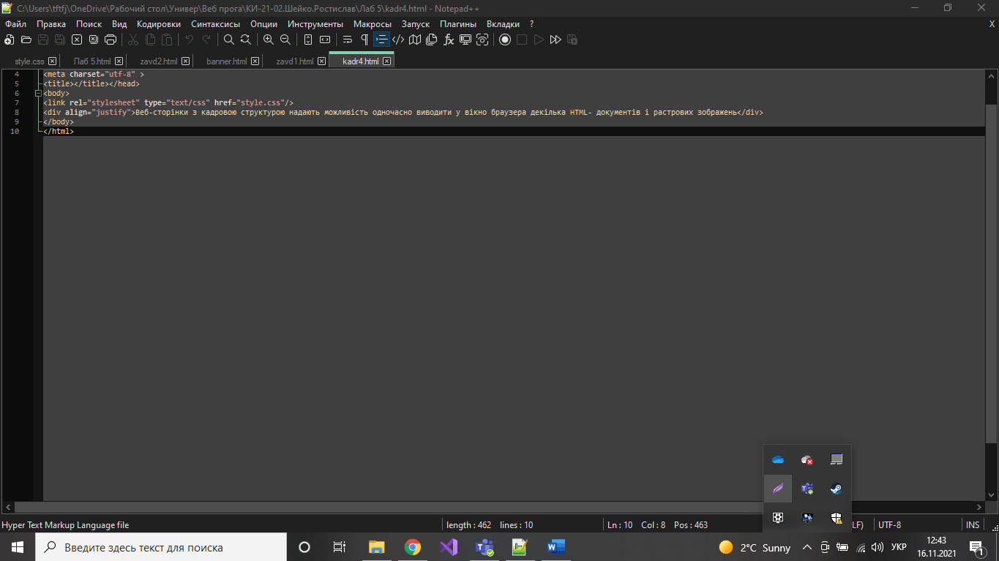 C:\Users\tftfj\OneDrive\Рабочий стол\Универ\Веб прога\КИ-21-02.Шейко.Ростислав\Лаб 5\kadr4.html - Notepad++
Файл Правка Поиск Вид Кодировки Синтаксисы Опции Инструменты Макросы Запуск Плагины Вкладки ? X
style.css Лаб 5.html zavd2.html banner.html zavd1.html kadr4.html
4 <meta charset="utf-8" >
5 <title></title></head>
6 <body>
7 <link rel="stylesheet" type="text/css" href="style.css"/>
8 <div align="justify">Веб-сторінки з кадровою структурою надають можливість одночасно виводити у вікно браузера декілька HTML- документів і растрових зображень</div>
9 </body>
10 </html>
Hyper Text Markup Language file length : 462 lines : 10 Ln : 10 Col : 8 Pos : 463 LF) UTF-8 INS
Введите здесь текст для поиска 2°C Sunny УКР 12:43
16.11.2021 1